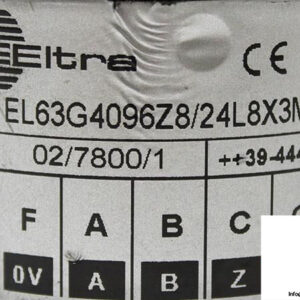 Eltra CE
EL63G4096Z8/24L8X3M
02/7800/1 ++39-444
F A B C
0V A B Z